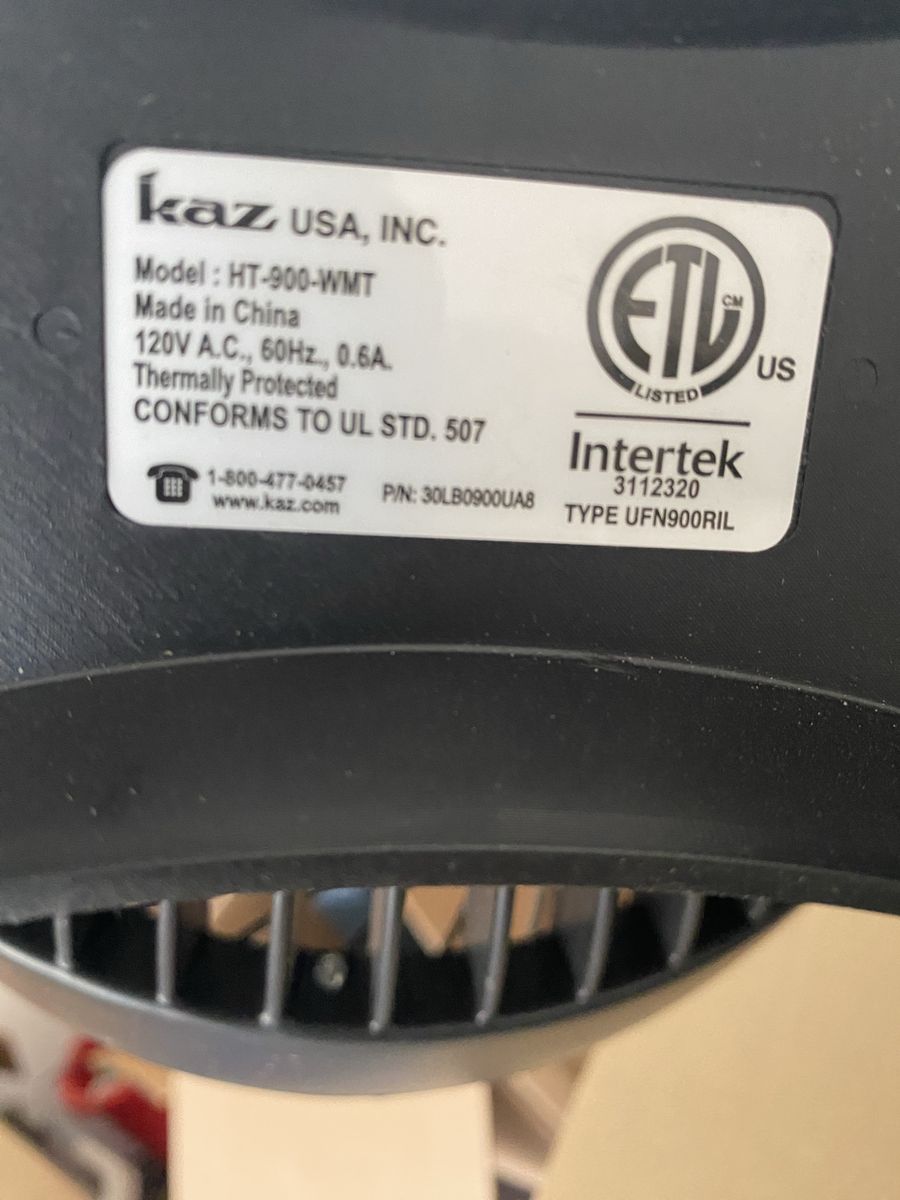 kaz USA, INC.
Model : HT-900-WMT
Made in China
120V A.C., 60Hz., 0.6A.
Thermally Protected
CONFORMS TO UL STD. 507
1-800-477-0457
www.kaz.com
P/N: 30LB0900UA8
ETL CM
LISTED
US
Intertek
3112320
TYPE UFN900RIL